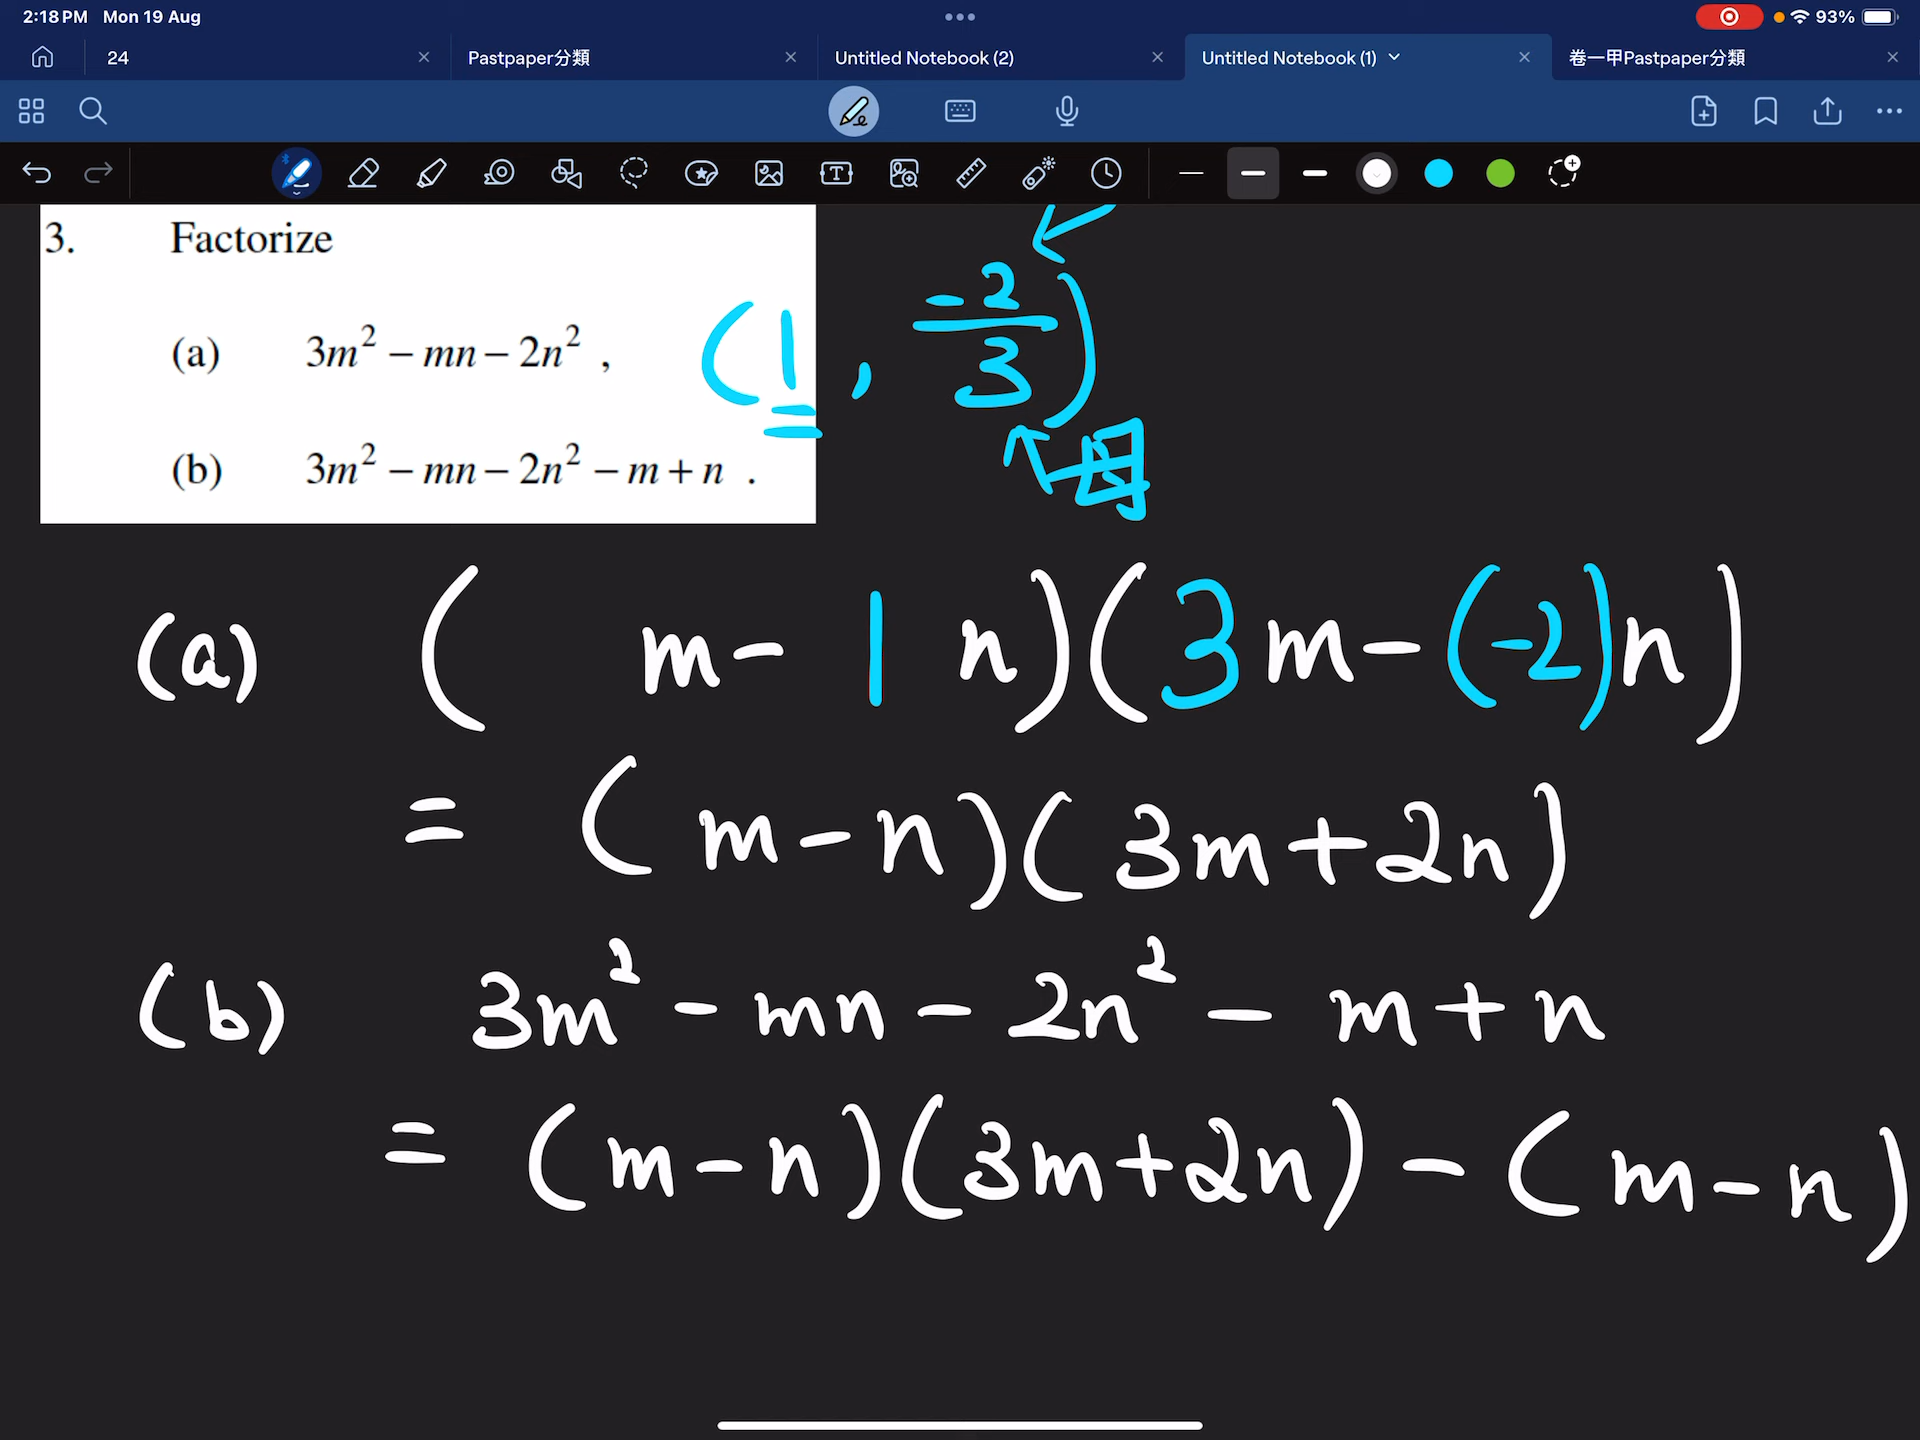 2:18 PM Mon 19 Aug 93%
24 Pastpaper分類 Untitled Notebook (2) Untitled Notebook (1) 卷一甲Pastpaper分類
3. Factorize
(a) 3m² – mn – 2n² ,
(1, -2/3)
母
(b) 3m² – mn – 2n² – m + n .
(a) ( m- 1 n)(3m-(-2)n)
= (m-n)(3m+2n)
(b) 3m² - mn - 2n² - m+n
= (m-n)(3m+2n) - (m-n)